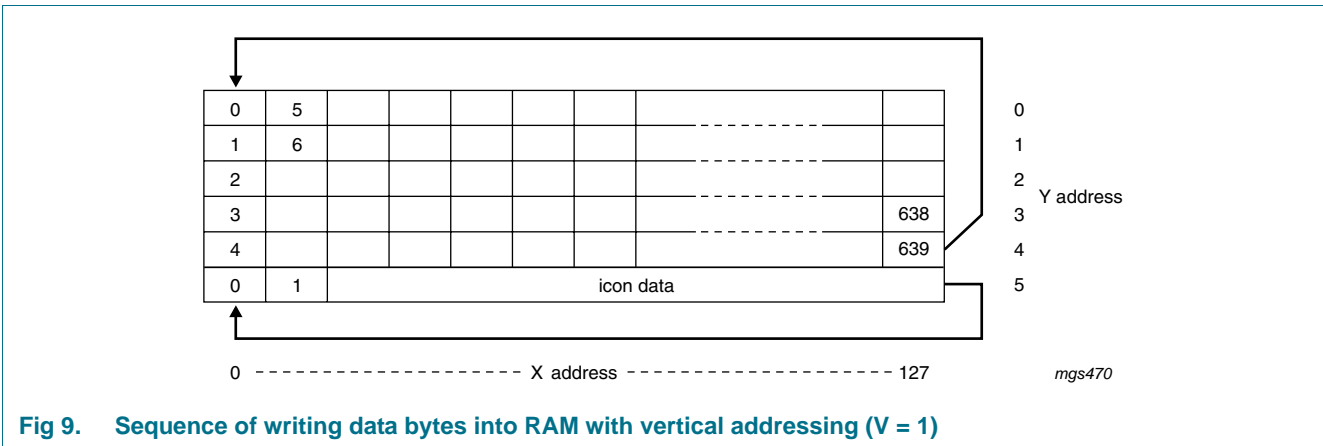 0 5 0
1 6 1
2 2
Y address
3 638 3
4 639 4
0 1 icon data 5
0 X address 127
mgs470
Fig 9. Sequence of writing data bytes into RAM with vertical addressing (V = 1)